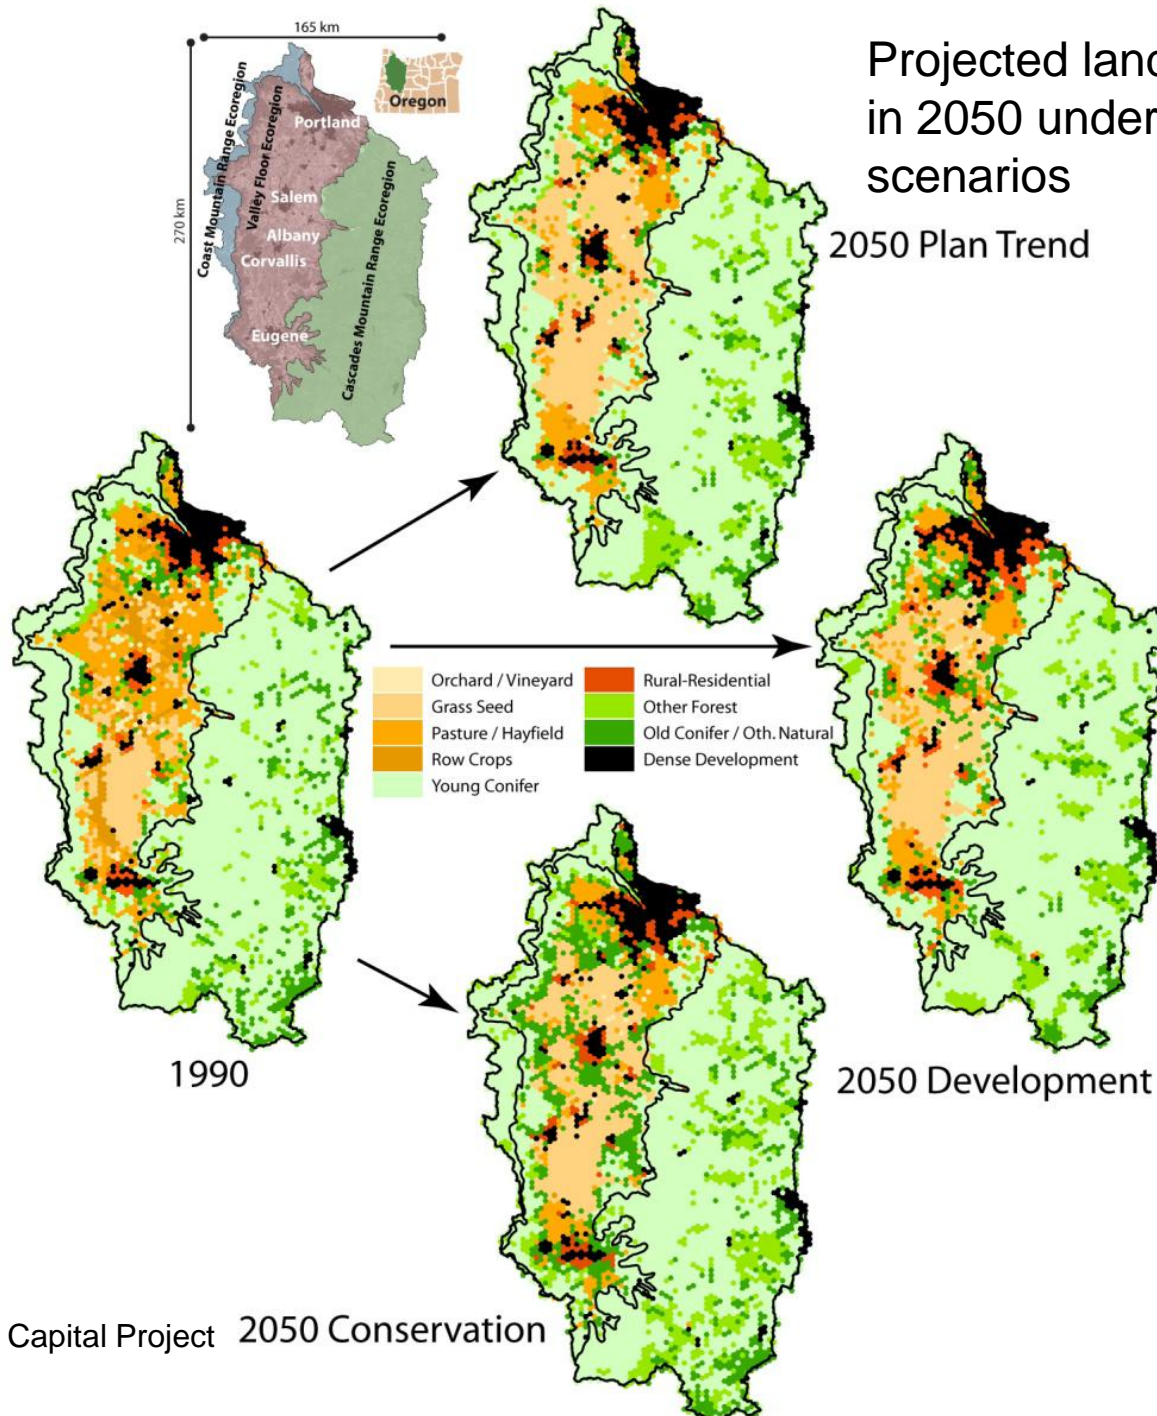 165 km
270 km
Coast Mountain Range Ecoregion
Valley Floor Ecoregion
Cascades Mountain Range Ecoregion
Portland
Salem
Albany
Corvallis
Eugene
Oregon
Projected land
in 2050 under
scenarios
2050 Plan Trend
Orchard / Vineyard
Grass Seed
Pasture / Hayfield
Row Crops
Young Conifer
Rural-Residential
Other Forest
Old Conifer / Oth. Natural
Dense Development
1990
2050 Development
Capital Project
2050 Conservation